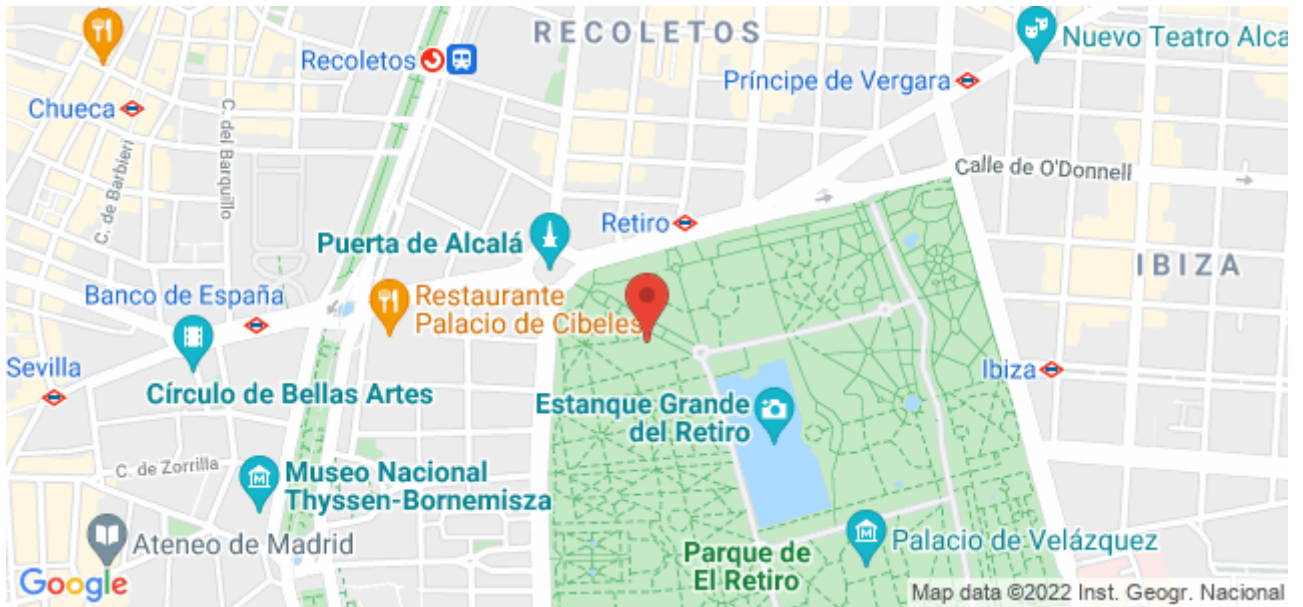 RECOLETOS
Nuevo Teatro Alca
Recoletos
Príncipe de Vergara
Chueca
C. de Barbieri
C. del Barquillo
Calle de O'Donnell
Retiro
Puerta de Alcalá
IBIZA
Banco de España
Restaurante
Palacio de Cibeles
Sevilla
Ibiza
Círculo de Bellas Artes
Estanque Grande
del Retiro
C. de Zorrilla
Museo Nacional
Thyssen-Bornemisza
Ateneo de Madrid
Palacio de Velázquez
Parque de
El Retiro
Google
Map data ©2022 Inst. Geogr. Nacional